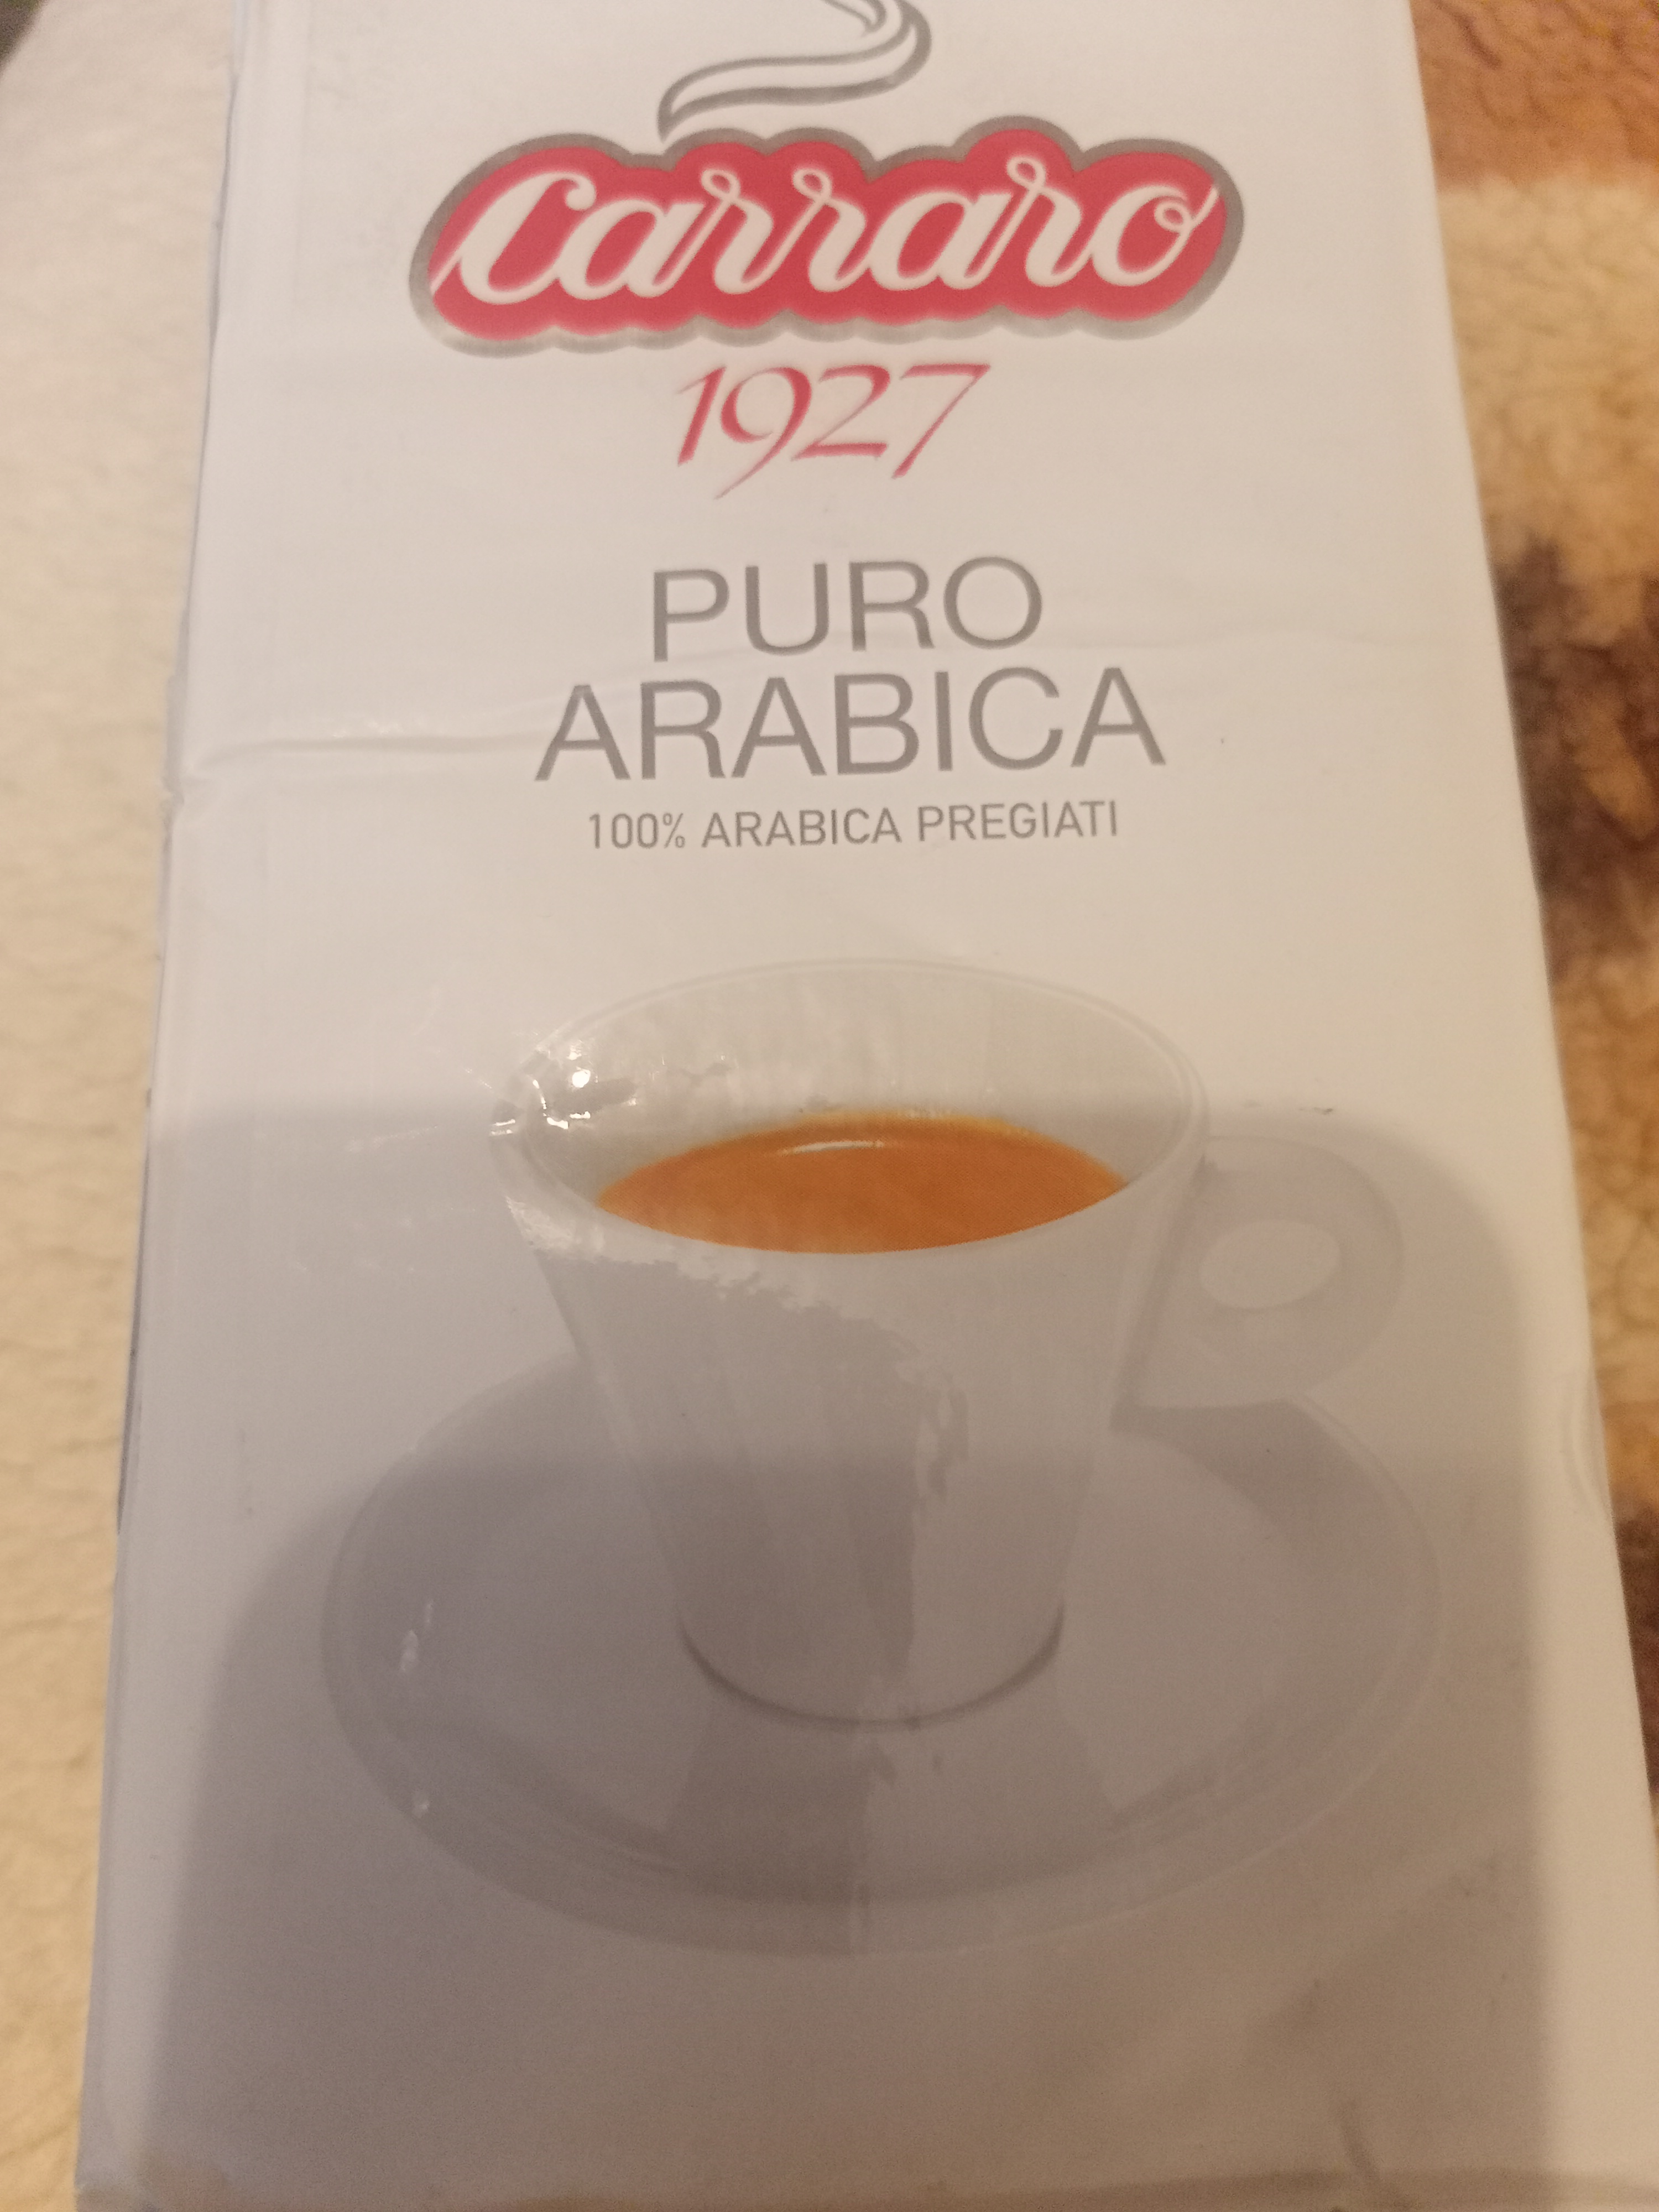 Carraro
1927
PURO
ARABICA
100% ARABICA PREGIATI